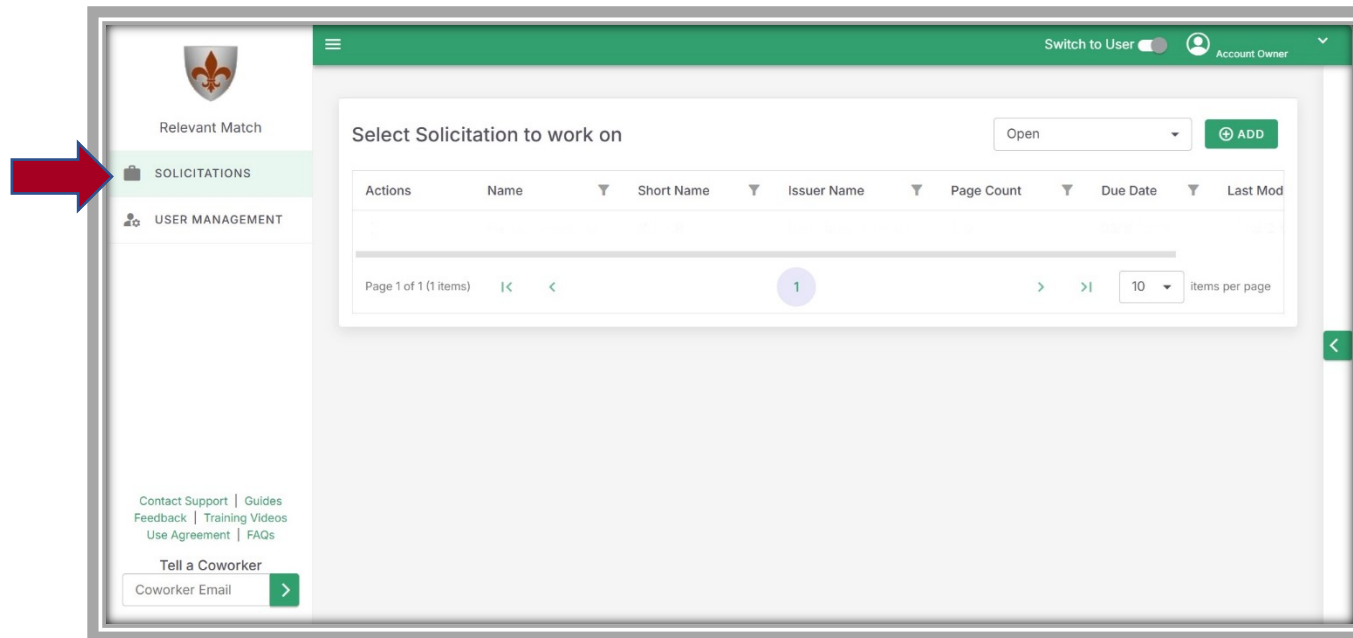 Switch to User
Account Owner
Relevant Match
SOLICITATIONS
USER MANAGEMENT
Select Solicitation to work on
Open
ADD
Actions Name Short Name Issuer Name Page Count Due Date Last Mod
Page 1 of 1 (1 items) 1 10 items per page
Contact Support | Guides
Feedback | Training Videos
Use Agreement | FAQs
Tell a Coworker
Coworker Email